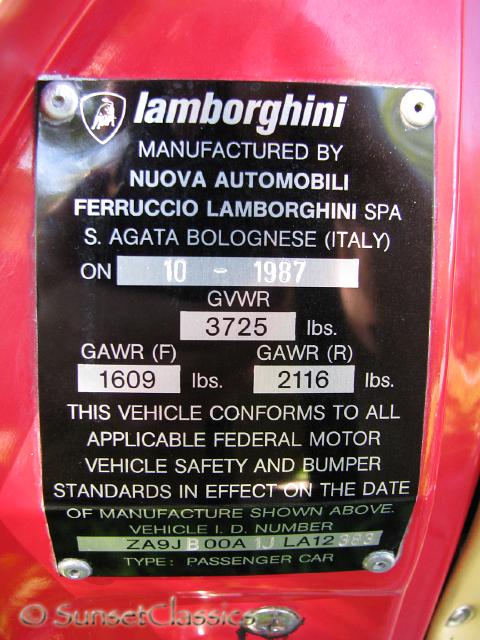 lamborghini
MANUFACTURED BY
NUOVA AUTOMOBILI
FERRUCCIO LAMBORGHINI SPA
S. AGATA BOLOGNESE (ITALY)
ON 10 - 1987
GVWR
3725 lbs.
GAWR (F) GAWR (R)
1609 lbs. 2116 lbs.
THIS VEHICLE CONFORMS TO ALL
APPLICABLE FEDERAL MOTOR
VEHICLE SAFETY AND BUMPER
STANDARDS IN EFFECT ON THE DATE
OF MANUFACTURE SHOWN ABOVE.
VEHICLE I. D. NUMBER
ZA9J B 00A 1J LA12 383
TYPE: PASSENGER CAR
© SunsetClassics